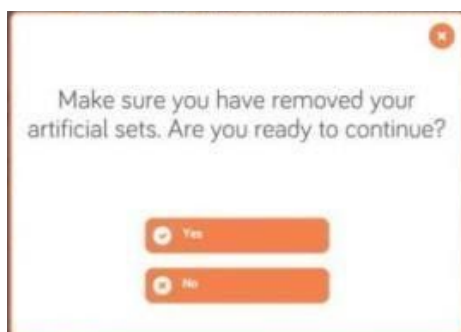 Make sure you have removed your
artificial sets. Are you ready to continue?
Yes
No